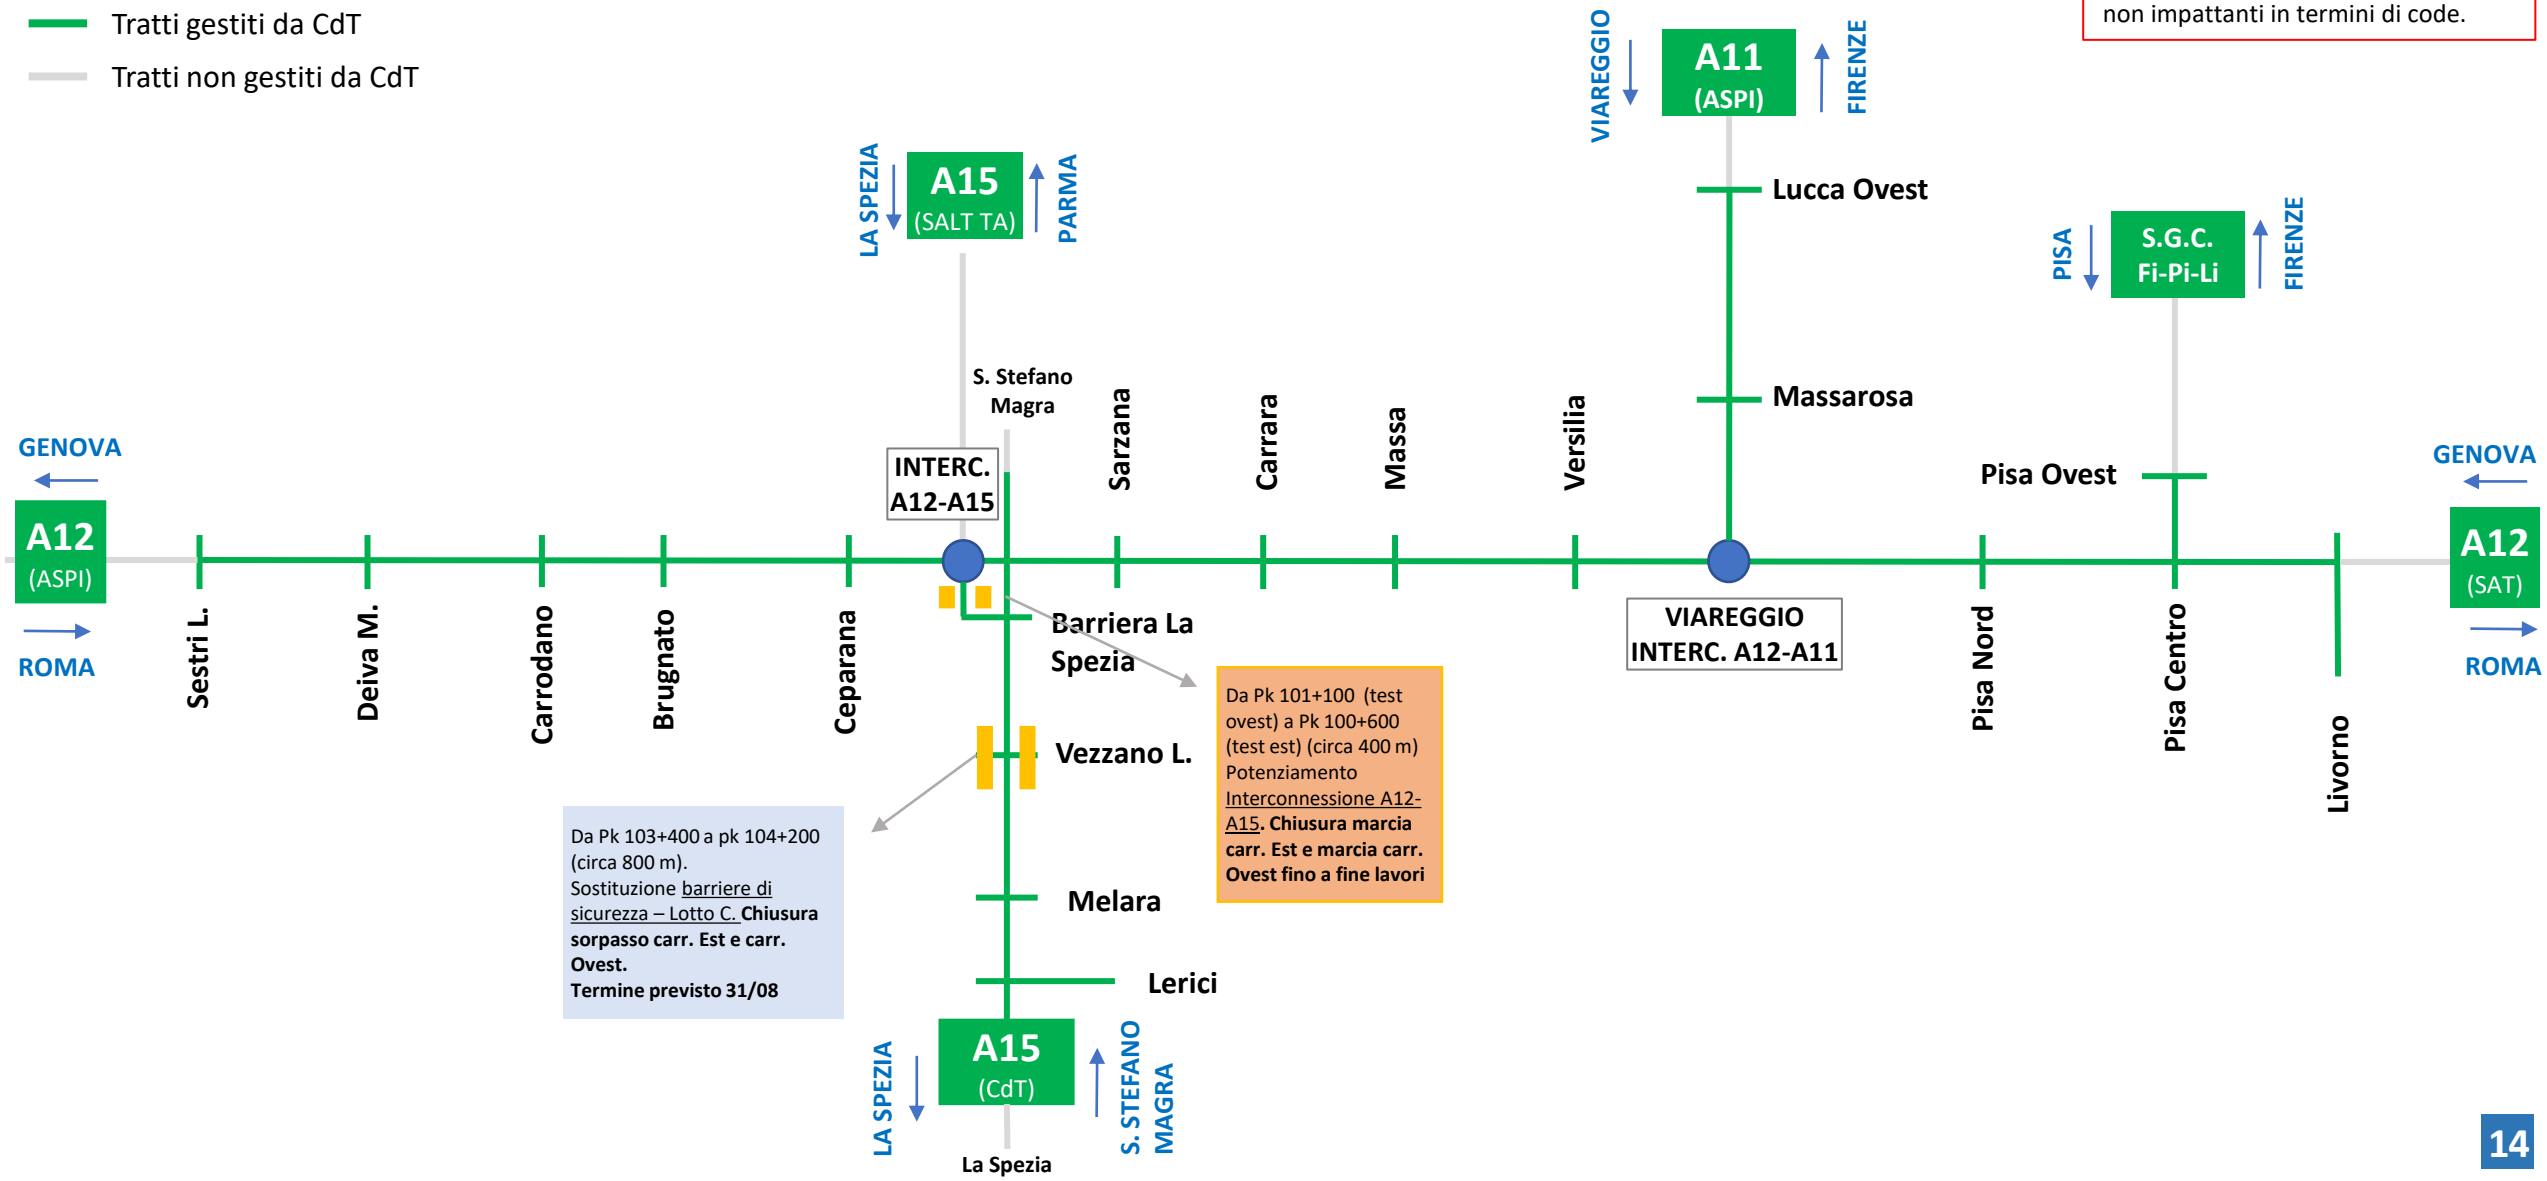 Tratti gestiti da CdT
Tratti non gestiti da CdT
non impattanti in termini di code.
VIAREGGIO
A11
(ASPI)
FIRENZE
LA SPEZIA
A15
(SALT TA)
PARMA
Lucca Ovest
PISA
S.G.C.
Fi-Pi-Li
FIRENZE
S. Stefano
Magra
Massarosa
GENOVA
A12
(ASPI)
ROMA
INTERC.
A12-A15
Sarzana
Carrara
Massa
Versilia
Pisa Ovest
GENOVA
A12
(SAT)
ROMA
Sestri L.
Deiva M.
Carrodano
Brugnato
Ceparana
Barriera La
Spezia
VIAREGGIO
INTERC. A12-A11
Pisa Nord
Pisa Centro
Livorno
Vezzano L.
Da Pk 101+100 (test
ovest) a Pk 100+600
(test est) (circa 400 m)
Potenziamento
Interconnessione A12-
A15. Chiusura marcia
carr. Est e marcia carr.
Ovest fino a fine lavori
Da Pk 103+400 a pk 104+200
(circa 800 m).
Sostituzione barriere di
sicurezza – Lotto C. Chiusura
sorpasso carr. Est e carr.
Ovest.
Termine previsto 31/08
Melara
Lerici
LA SPEZIA
A15
(CdT)
S. STEFANO
MAGRA
La Spezia
14